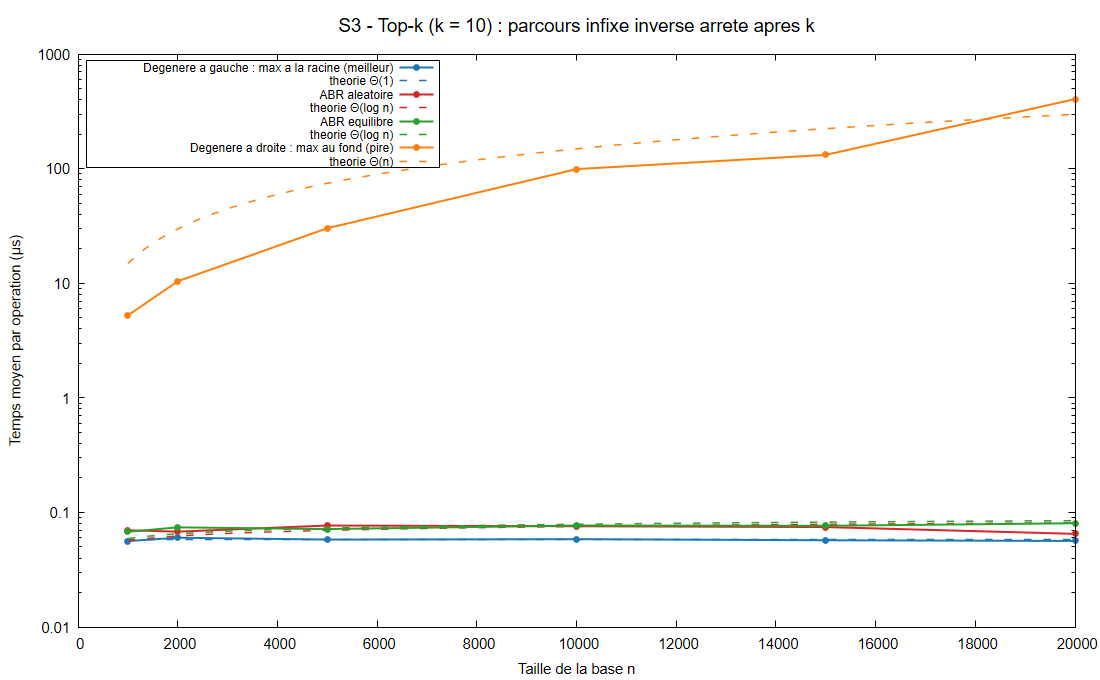 S3 - Top-k (k = 10) : parcours infixe inverse arrete apres k
1000
100
10
1
0.1
0.01
Temps moyen par operation (µs)
Degenere a gauche : max a la racine (meilleur)
theorie Θ(1)
ABR aleatoire
theorie Θ(log n)
ABR equilibre
theorie Θ(log n)
Degenere a droite : max au fond (pire)
theorie Θ(n)
0 2000 4000 6000 8000 10000 12000 14000 16000 18000 20000
Taille de la base n